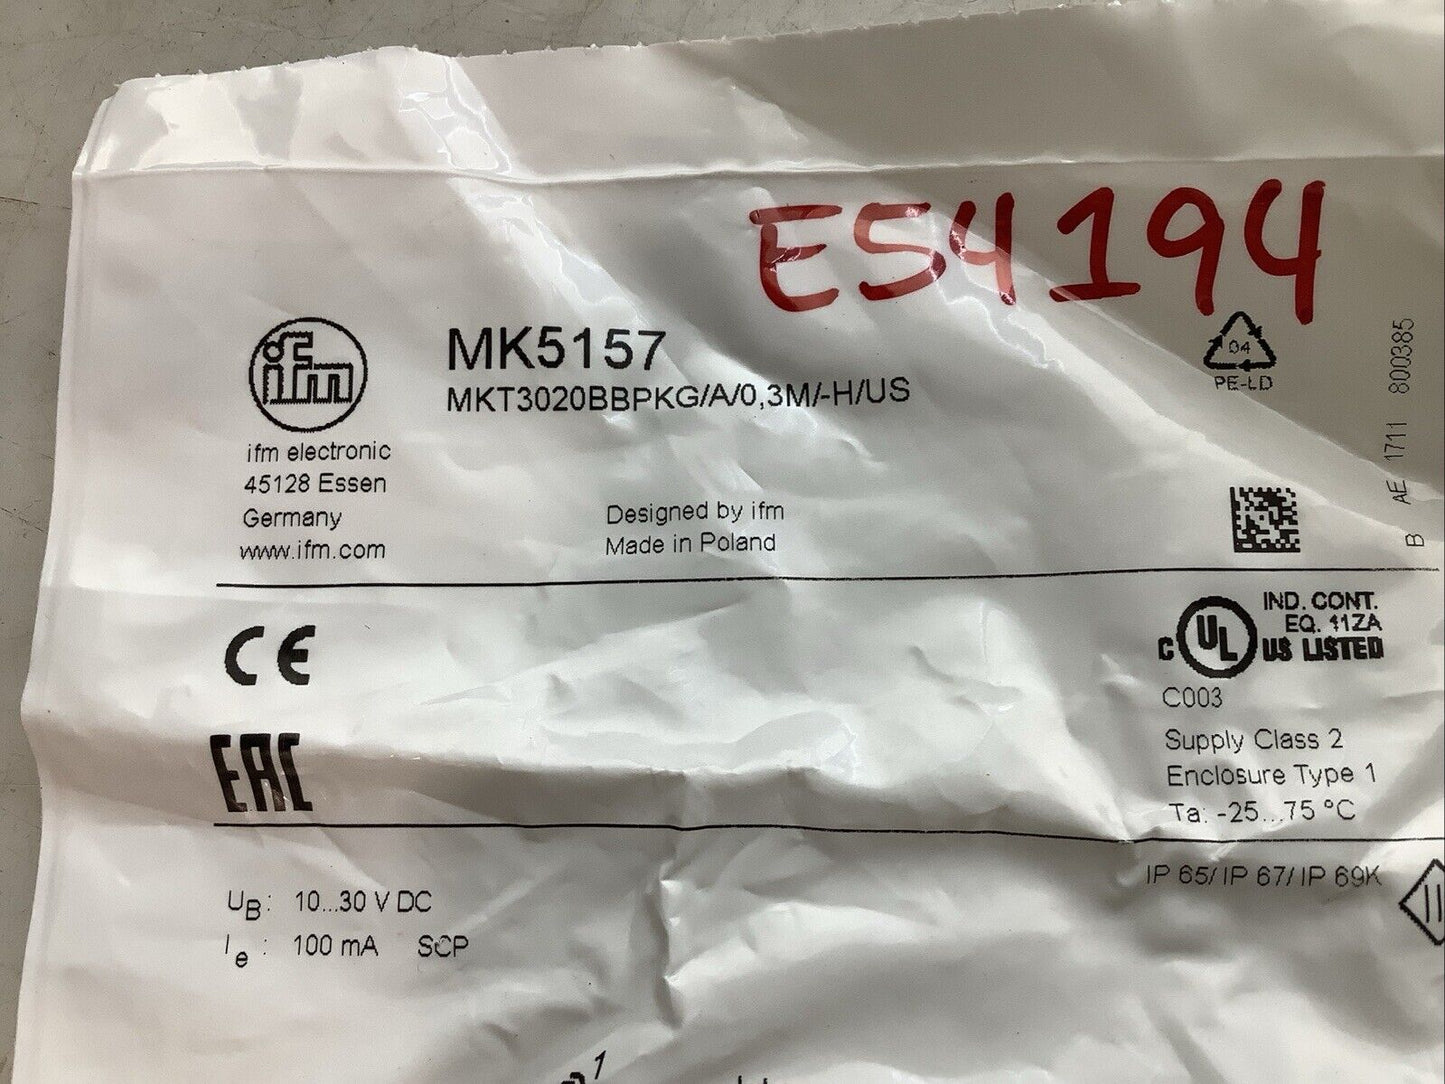 E54194
ifm
MK5157
MKT3020BBPKG/A/0,3M/-H/US
04
PE-LD
B AE 1711 800385
ifm electronic
45128 Essen
Germany
www.ifm.com
Designed by ifm
Made in Poland
CE
EAC
C UL US LISTED
IND. CONT.
EQ. 11ZA
C003
Supply Class 2
Enclosure Type 1
Ta: -25...75 °C
IP 65/ IP 67/ IP 69K
UB: 10...30 V DC
Ie: 100 mA SCP
1